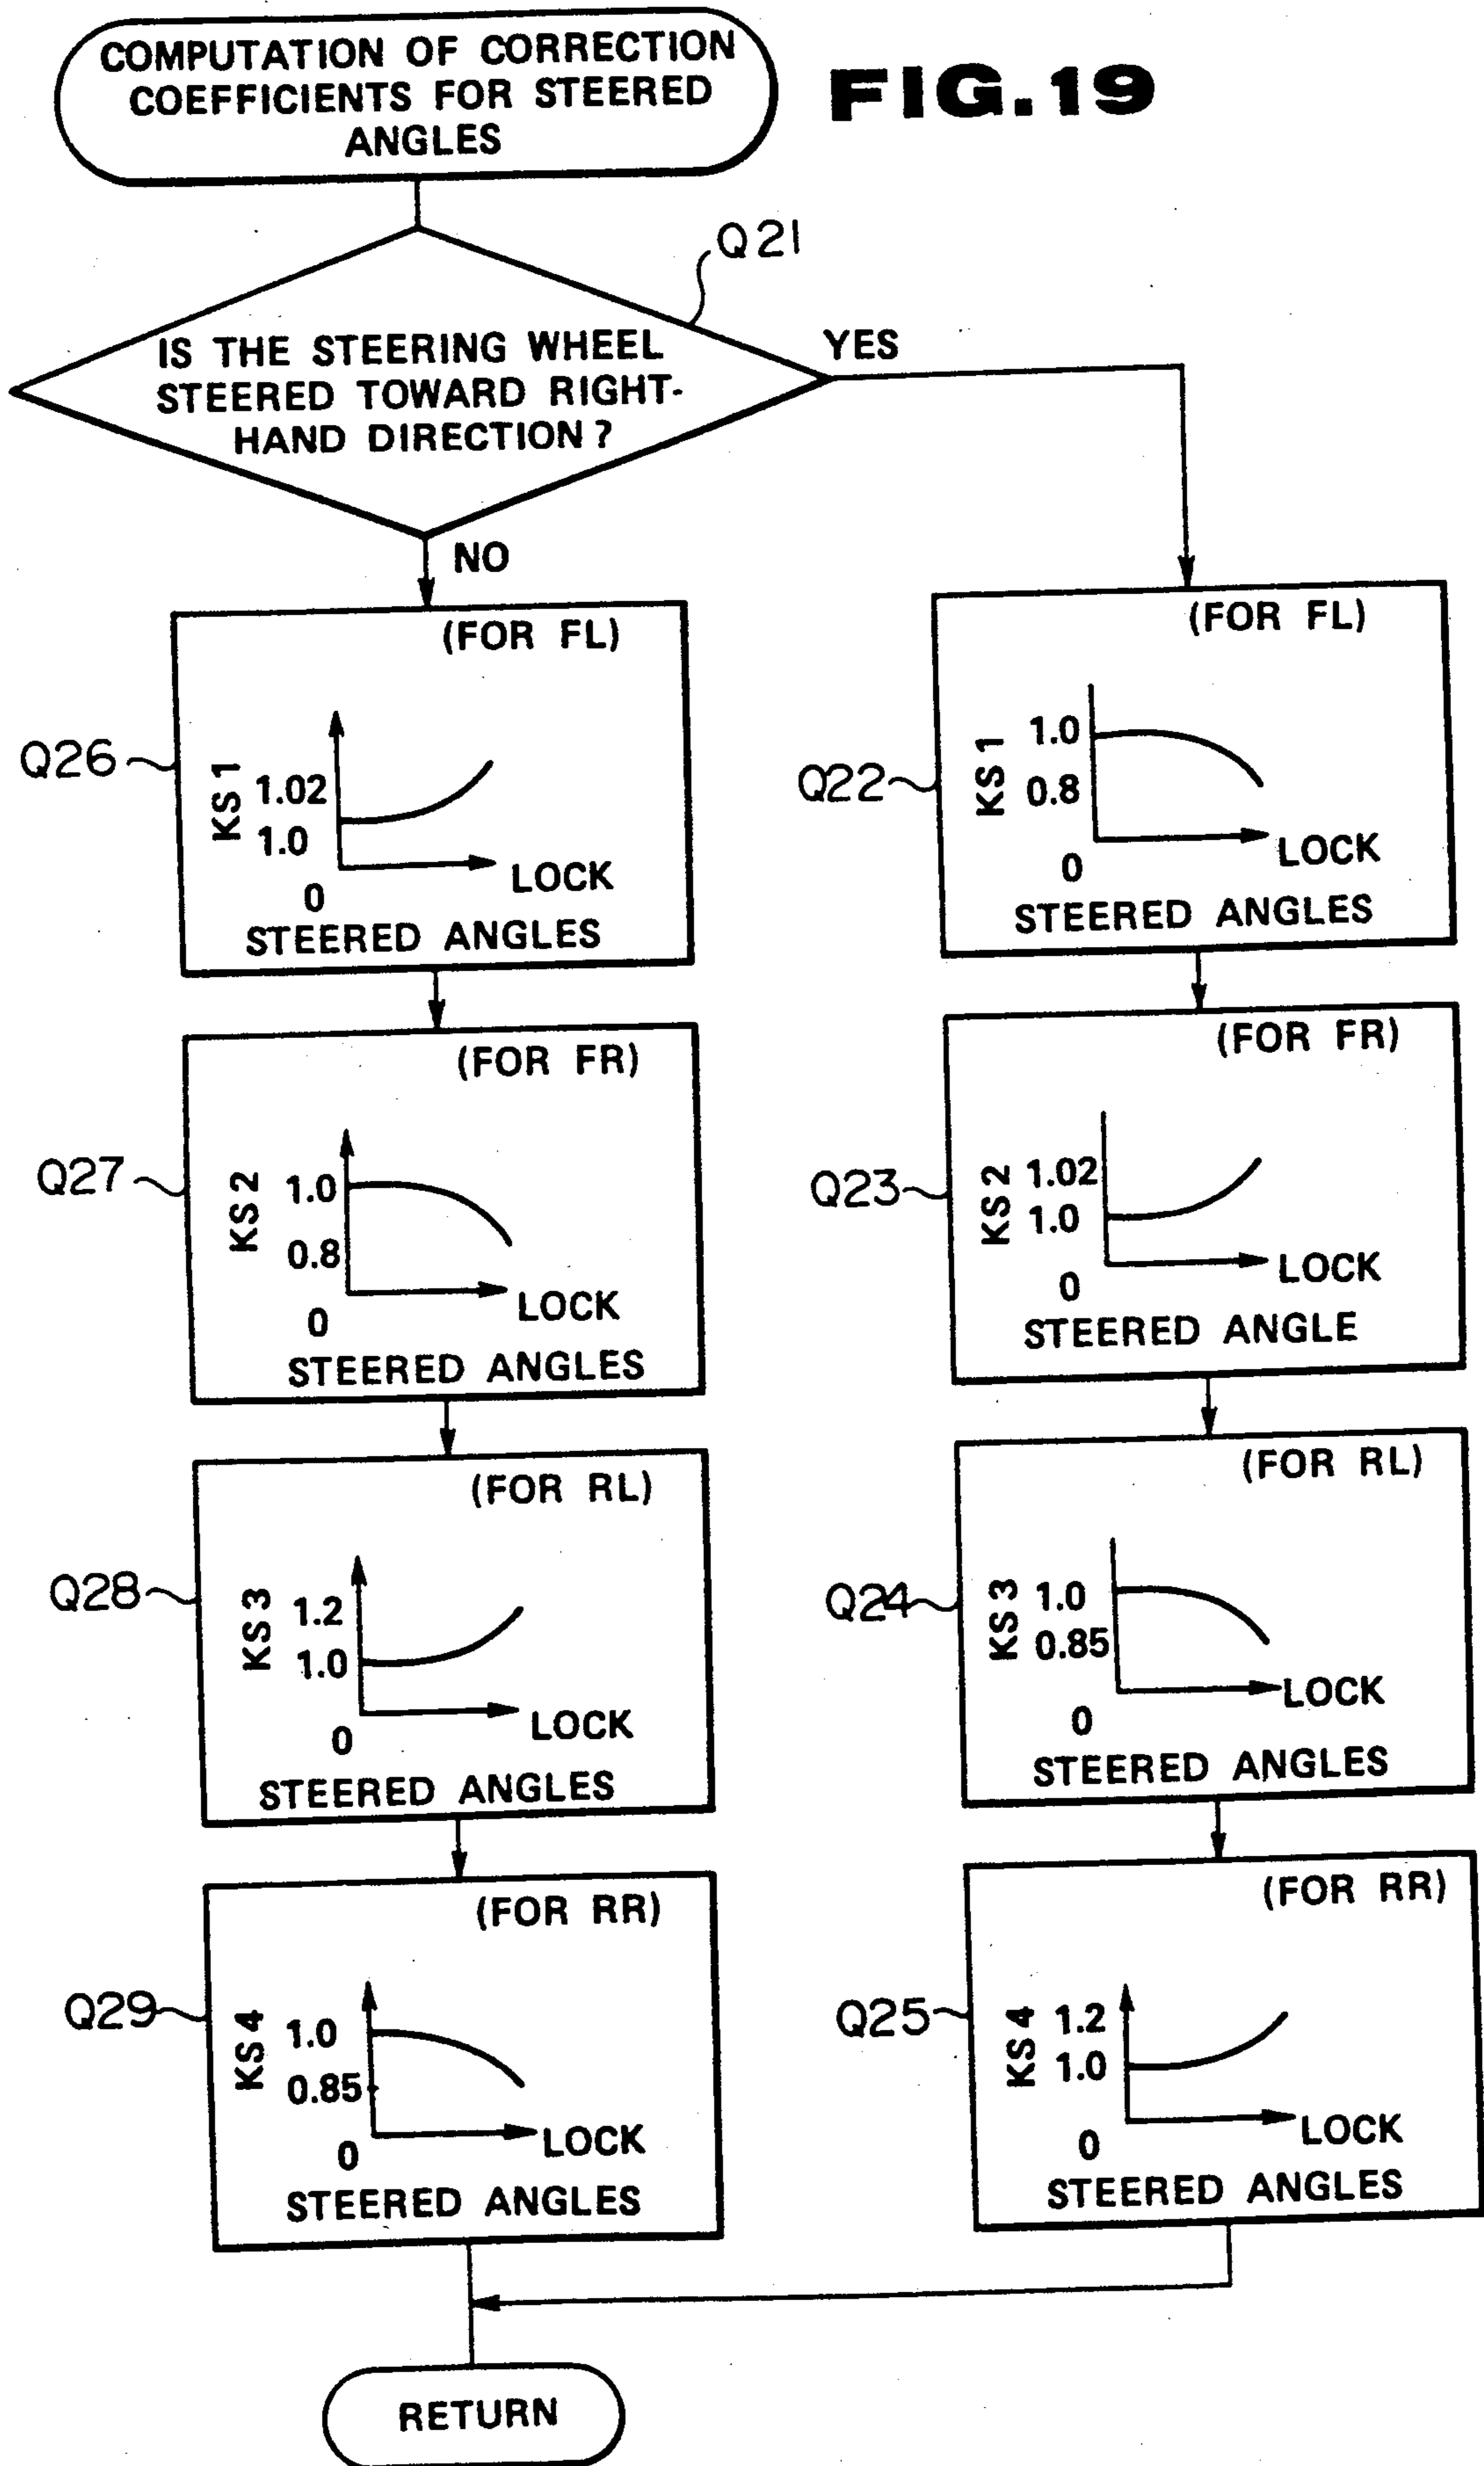 COMPUTATION OF CORRECTION
COEFFICIENTS FOR STEERED
ANGLES
FIG.19
Q21
IS THE STEERING WHEEL
STEERED TOWARD RIGHT-
HAND DIRECTION?
YES
NO
(FOR FL)
Q26
KS1
1.02
1.0
0
LOCK
STEERED ANGLES
(FOR FR)
Q27
KS2
1.0
0.8
0
LOCK
STEERED ANGLES
(FOR RL)
Q28
KS3
1.2
1.0
0
LOCK
STEERED ANGLES
(FOR RR)
Q29
KS4
1.0
0.85
0
LOCK
STEERED ANGLES
(FOR FL)
Q22
KS1
1.0
0.8
0
LOCK
STEERED ANGLES
(FOR FR)
Q23
KS2
1.02
1.0
0
LOCK
STEERED ANGLE
(FOR RL)
Q24
KS3
1.0
0.85
0
LOCK
STEERED ANGLES
(FOR RR)
Q25
KS4
1.2
1.0
0
LOCK
STEERED ANGLES
RETURN